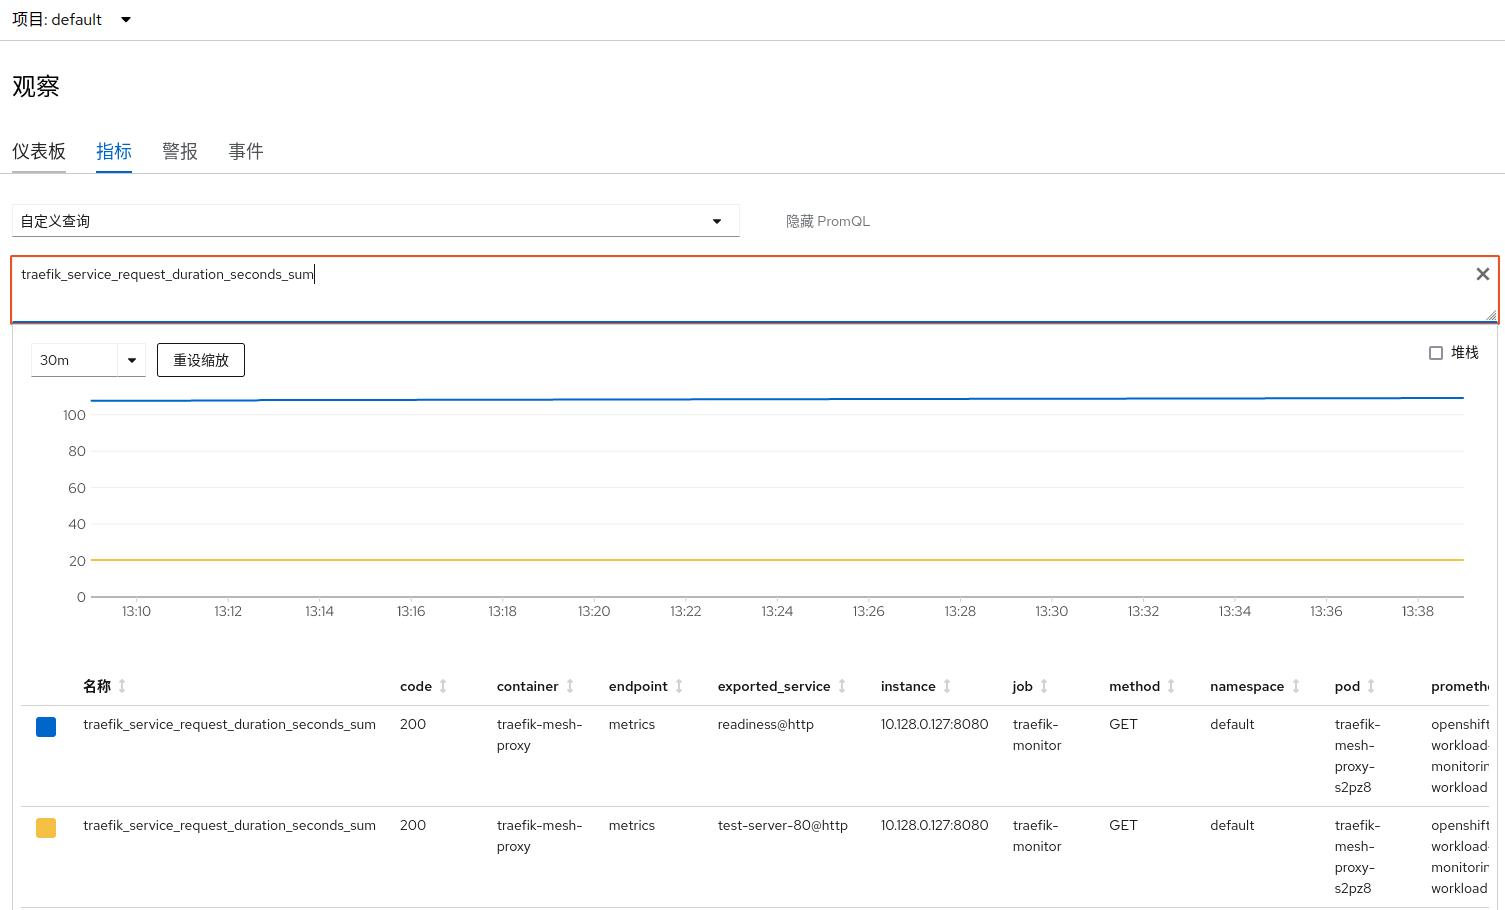 项目: default
观察
仪表板 指标 警报 事件
自定义查询 隐藏 PromQL
traefik_service_request_duration_seconds_sum
30m 重设缩放 堆栈
100
80
60
40
20
0
13:10 13:12 13:14 13:16 13:18 13:20 13:22 13:24 13:26 13:28 13:30 13:32 13:34 13:36 13:38
名称 code container endpoint exported_service instance job method namespace pod prometh
traefik_service_request_duration_seconds_sum 200 traefik-mesh- metrics readiness@http 10.128.0.127:8080 traefik- GET default traefik- openshift
proxy monitor mesh- workload-
proxy- monitorin
s2pz8 workload
traefik_service_request_duration_seconds_sum 200 traefik-mesh- metrics test-server-80@http 10.128.0.127:8080 traefik- GET default traefik- openshift
proxy monitor mesh- workload-
proxy- monitorin
s2pz8 workload